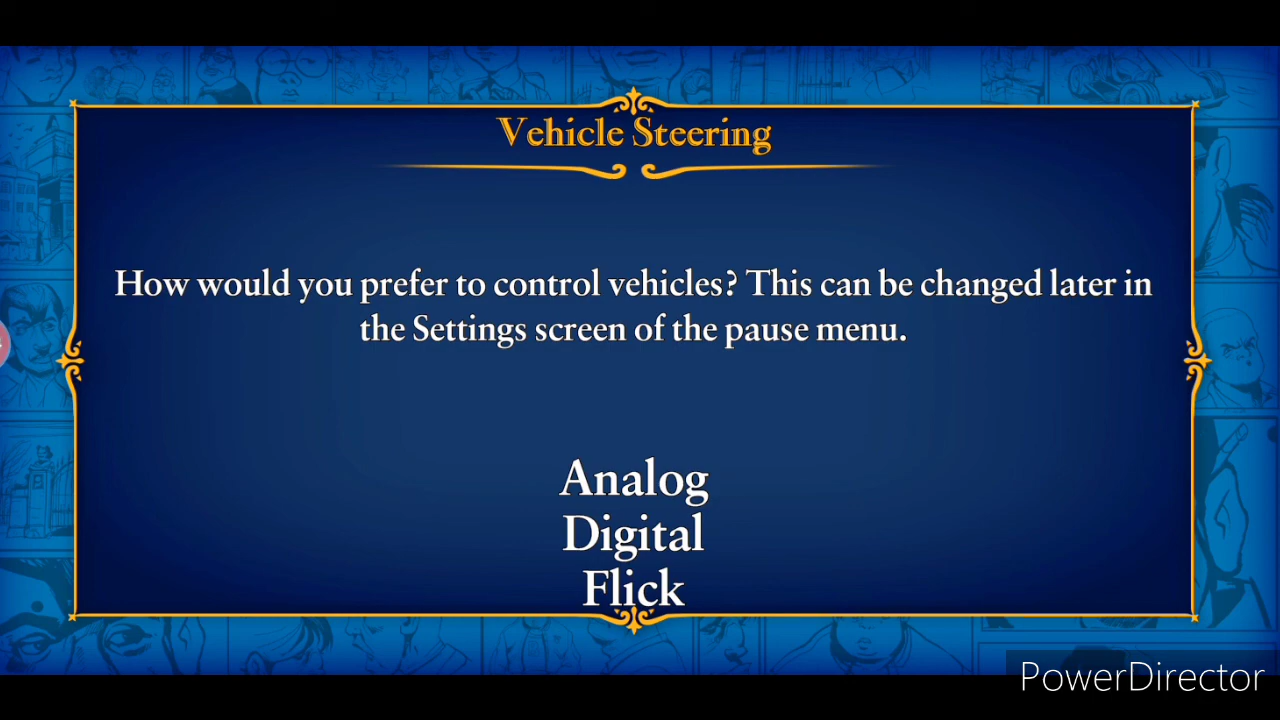 Vehicle Steering
How would you prefer to control vehicles? This can be changed later in
the Settings screen of the pause menu.
Analog
Digital
Flick
PowerDirector